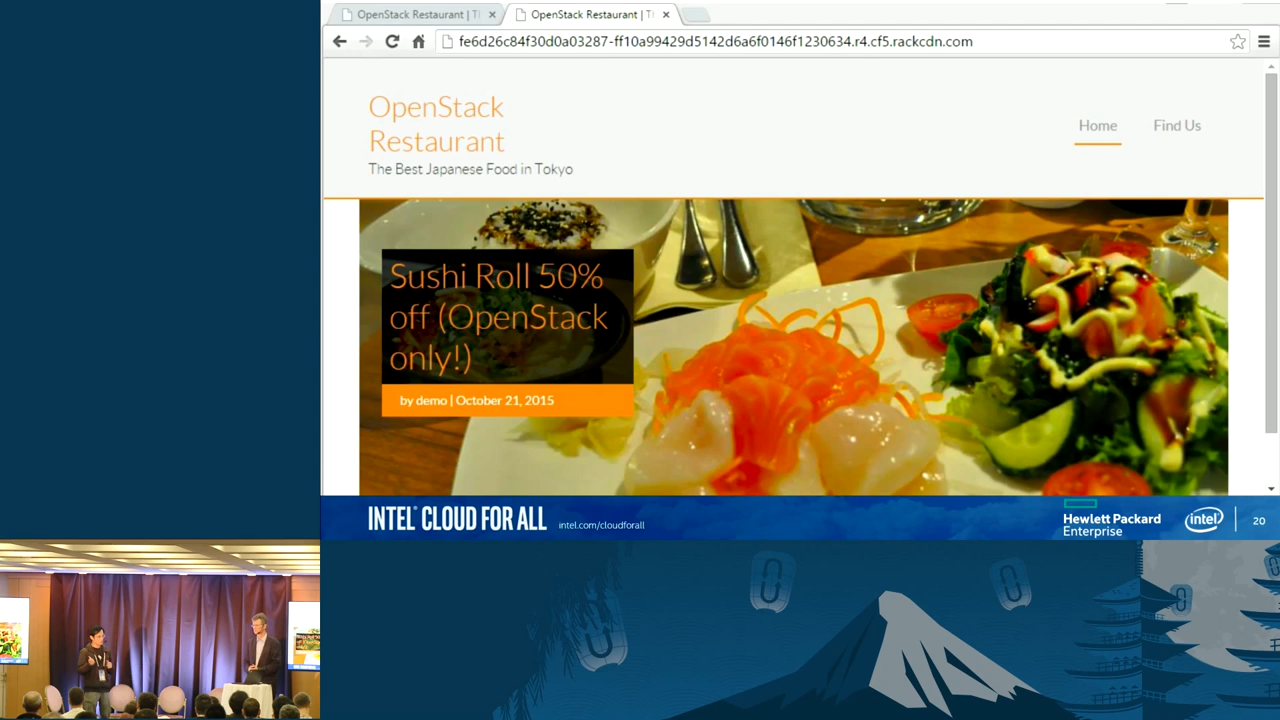 OpenStack Restaurant | Tl
OpenStack Restaurant | Tl
fe6d26c84f30d0a03287-ff10a99429d5142d6a6f0146f1230634.r4.cf5.rackcdn.com
OpenStack
Restaurant
The Best Japanese Food in Tokyo
Home
Find Us
Sushi Roll 50%
off (OpenStack
only!)
by demo | October 21, 2015
INTEL® CLOUD FOR ALL
intel.com/cloudforall
Hewlett Packard
Enterprise
intel
20